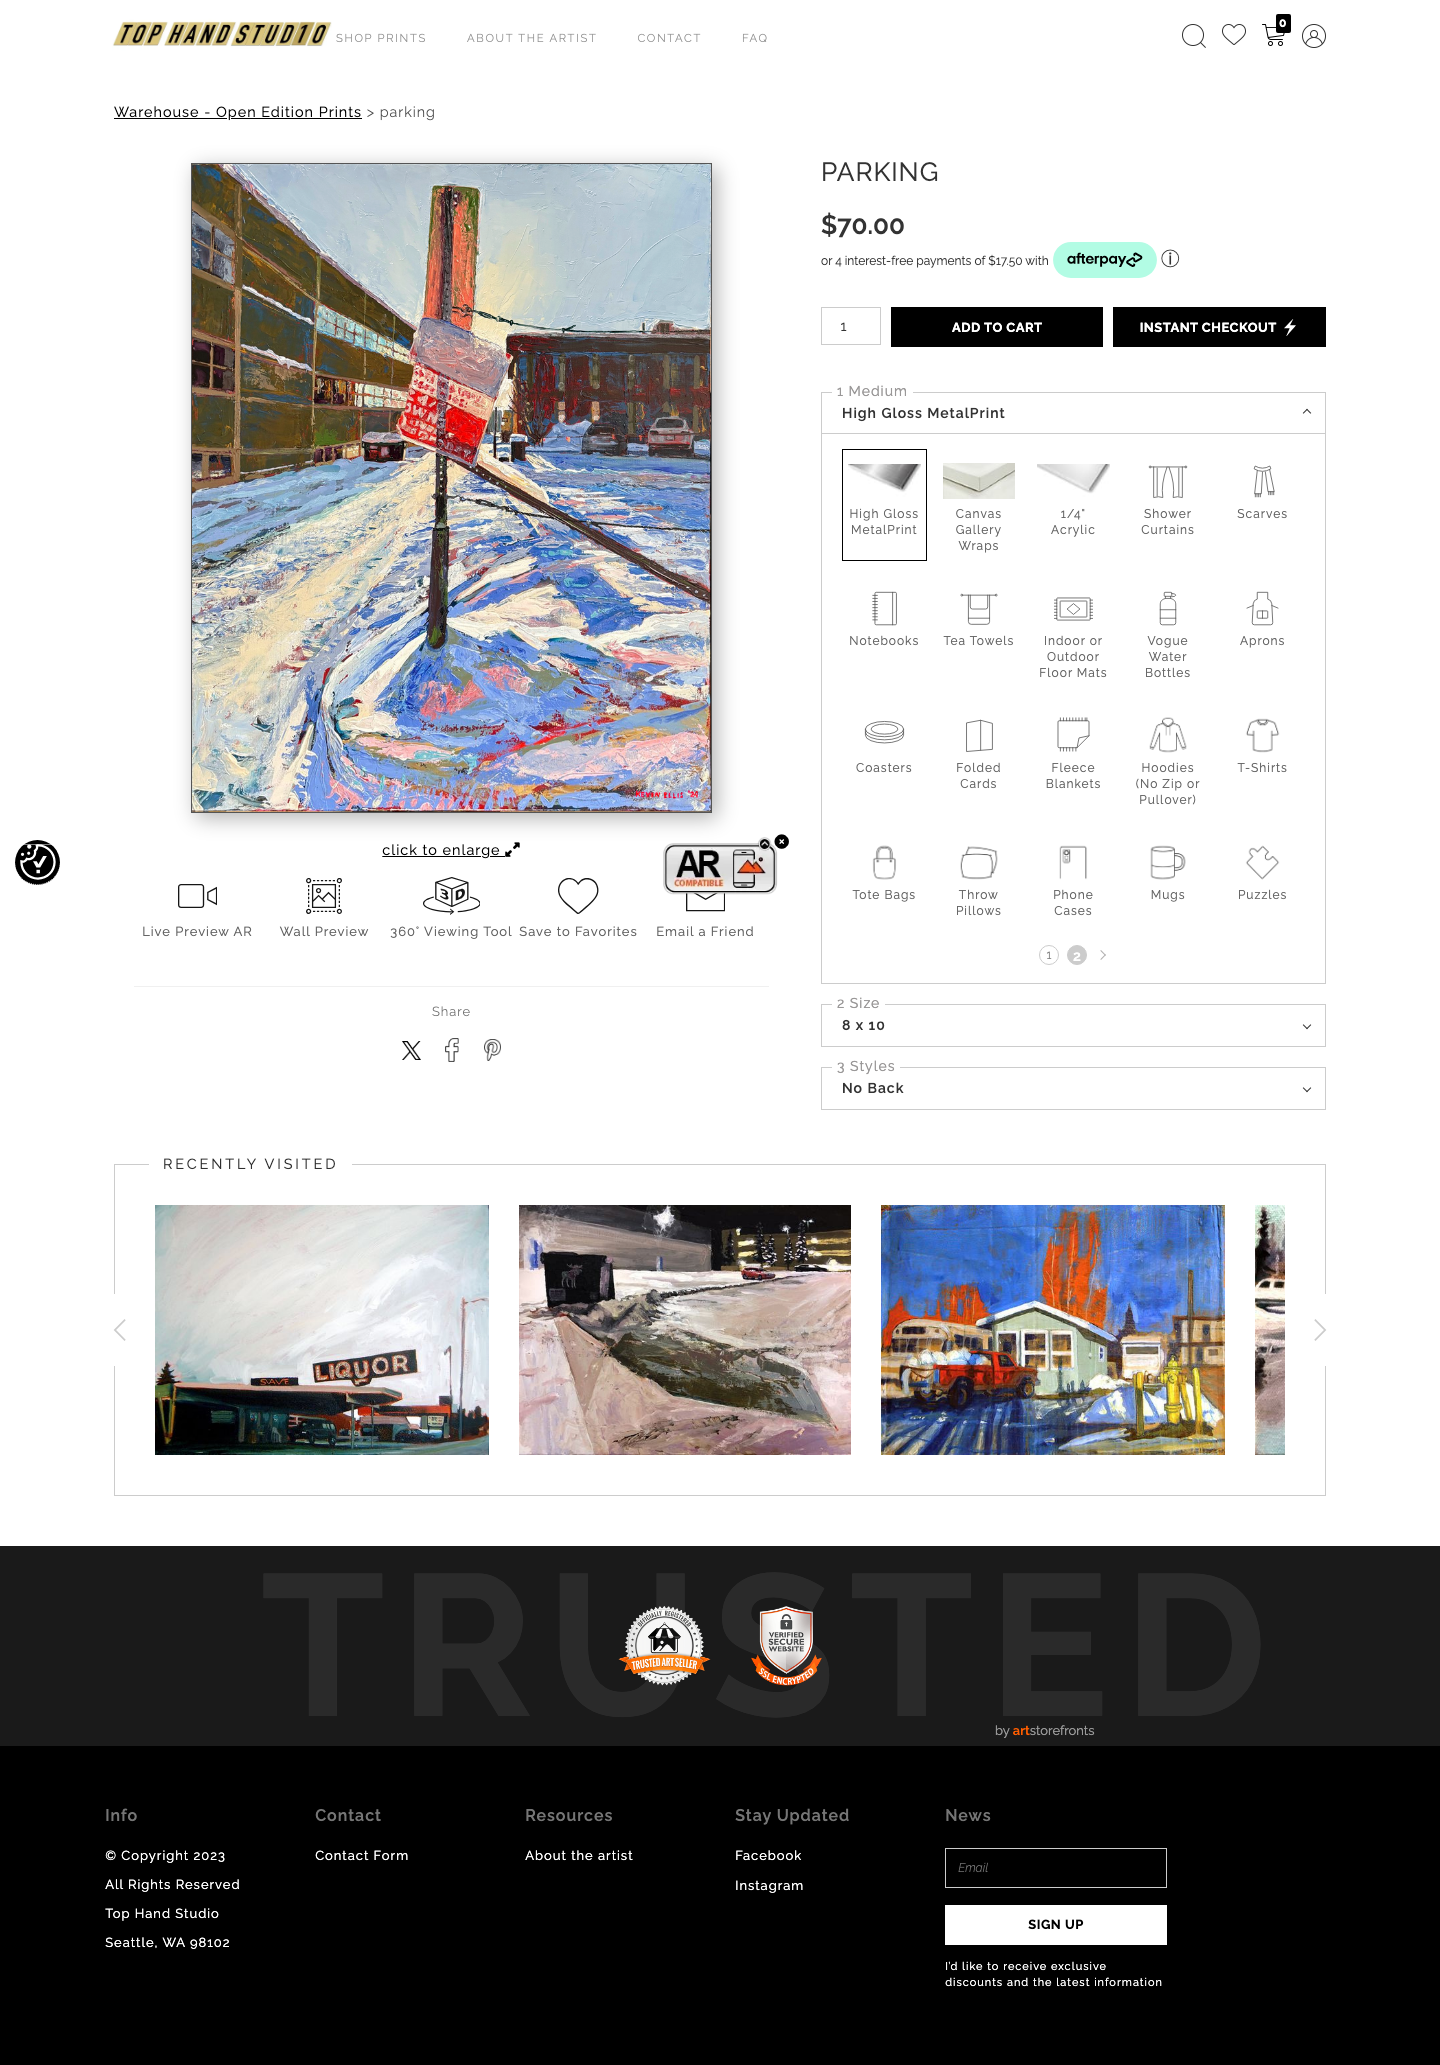 TOP HAND STUD10
SHOP PRINTS
ABOUT THE ARTIST
CONTACT
FAQ
0
Warehouse - Open Edition Prints > parking
PARKING
$70.00
or 4 interest-free payments of $17.50 with afterpay
1
ADD TO CART
INSTANT CHECKOUT
1 Medium
High Gloss MetalPrint
High Gloss
MetalPrint
Canvas
Gallery
Wraps
1/4"
Acrylic
Shower
Curtains
Scarves
Notebooks
Tea Towels
Indoor or
Outdoor
Floor Mats
Vogue
Water
Bottles
Aprons
Coasters
Folded
Cards
Fleece
Blankets
Hoodies
(No Zip or
Pullover)
T-Shirts
Tote Bags
Throw
Pillows
Phone
Cases
Mugs
Puzzles
1
2
2 Size
8 x 10
3 Styles
No Back
click to enlarge
AR
COMPATIBLE
3D
Live Preview AR
Wall Preview
360° Viewing Tool
Save to Favorites
Email a Friend
Share
RECENTLY VISITED
SAVE
LIQUOR
TRUSTED
OFFICIALLY REGISTERED
TRUSTED ART SELLER
VERIFIED
SECURE
WEBSITE
SSL ENCRYPTED
by artstorefronts
Info
© Copyright 2023
All Rights Reserved
Top Hand Studio
Seattle, WA 98102
Contact
Contact Form
Resources
About the artist
Stay Updated
Facebook
Instagram
News
Email
SIGN UP
I'd like to receive exclusive
discounts and the latest information